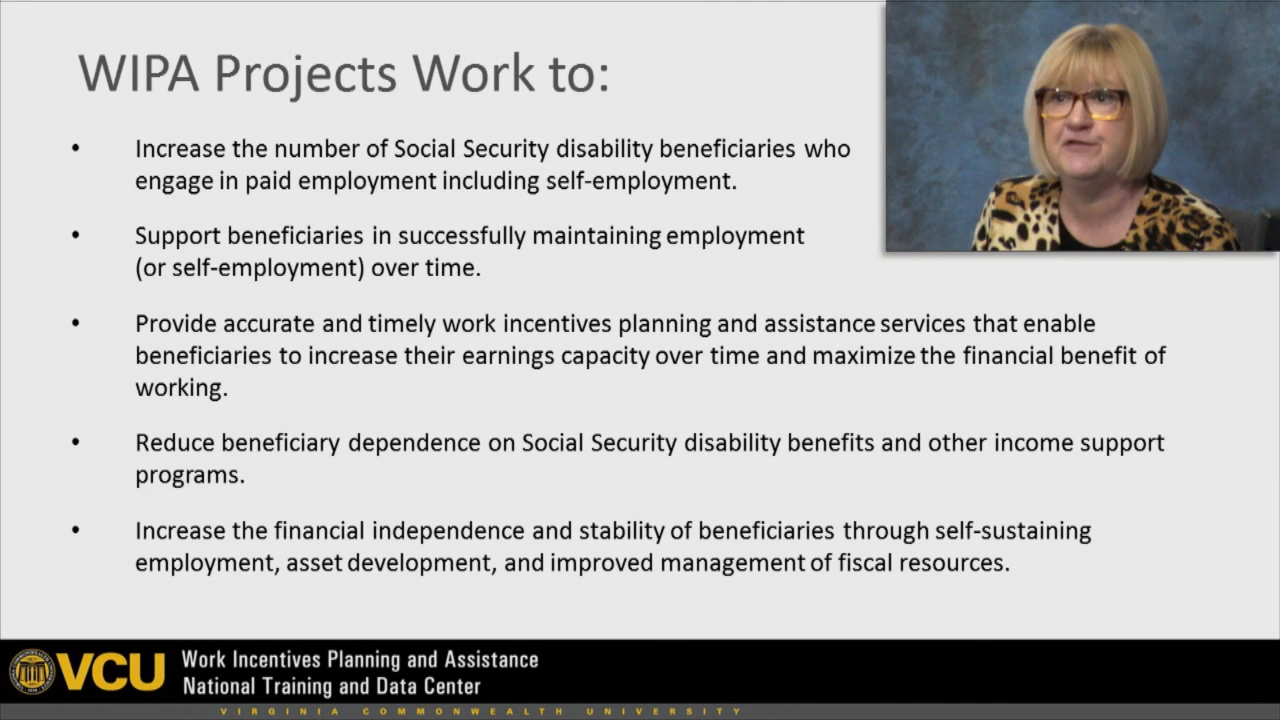 WIPA Projects Work to:
• Increase the number of Social Security disability beneficiaries who
engage in paid employment including self-employment.
• Support beneficiaries in successfully maintaining employment
(or self-employment) over time.
• Provide accurate and timely work incentives planning and assistance services that enable
beneficiaries to increase their earnings capacity over time and maximize the financial benefit of
working.
• Reduce beneficiary dependence on Social Security disability benefits and other income support
programs.
• Increase the financial independence and stability of beneficiaries through self-sustaining
employment, asset development, and improved management of fiscal resources.
VCU
Work Incentives Planning and Assistance
National Training and Data Center
VIRGINIA COMMONWEALTH UNIVERSITY